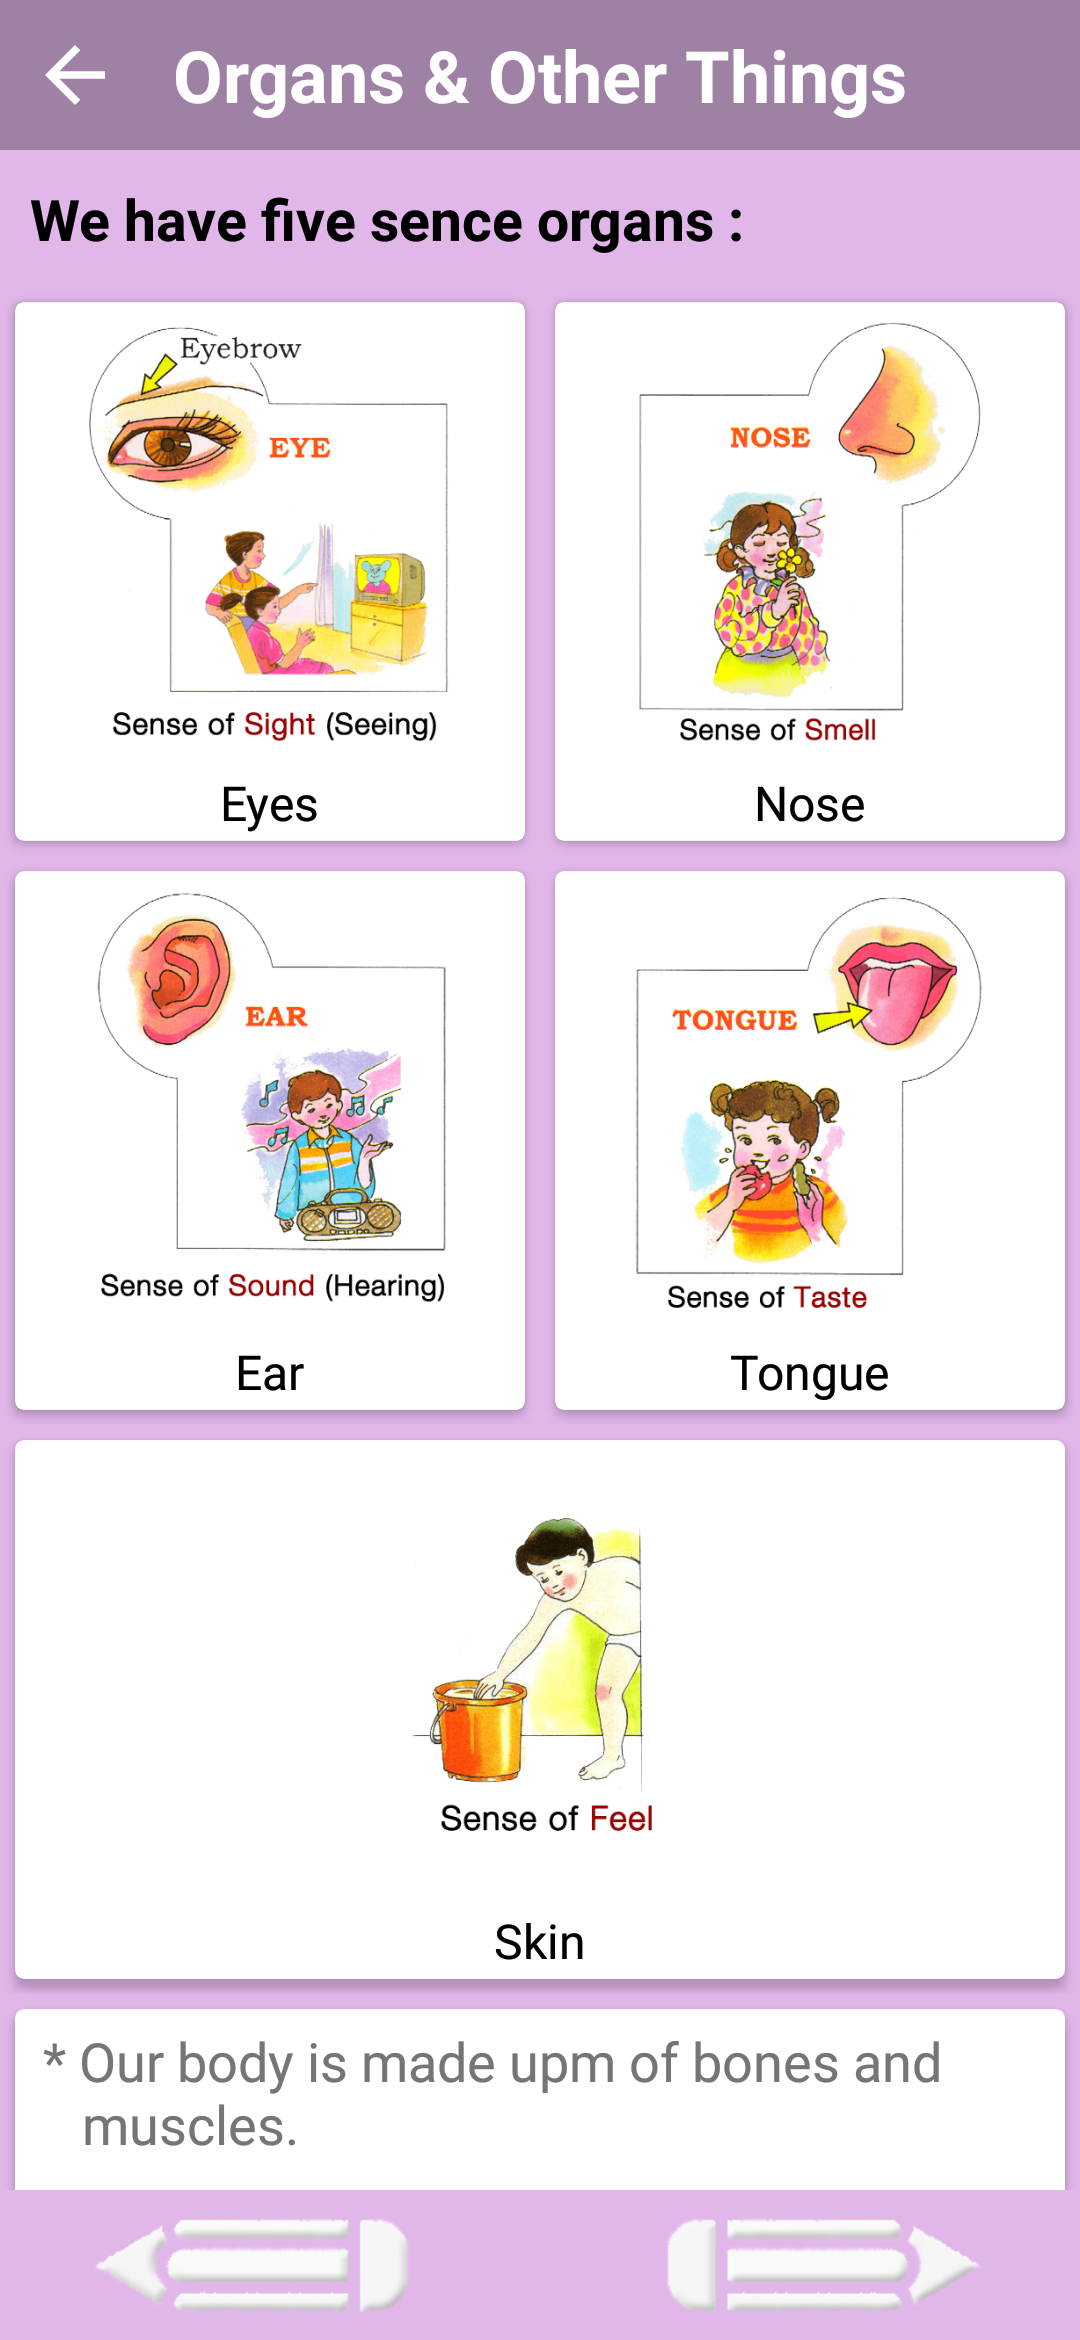 Organs & Other Things
We have five sence organs :
Eyebrow
EYE
Sense of Sight (Seeing)
Eyes
NOSE
Sense of Smell
Nose
EAR
Sense of Sound (Hearing)
Ear
TONGUE
Sense of Taste
Tongue
Sense of Feel
Skin
* Our body is made upm of bones and
muscles.